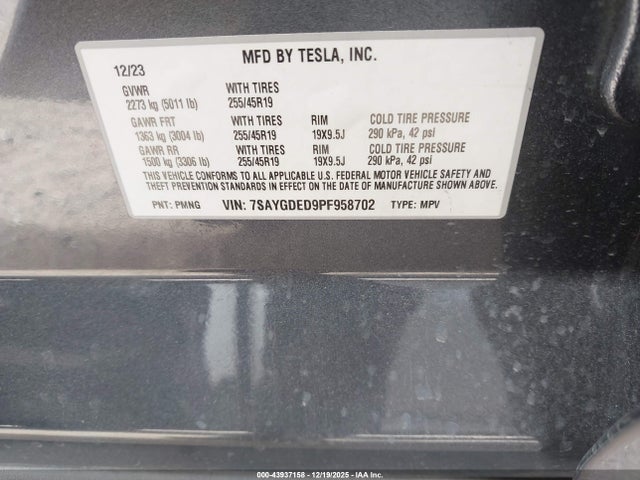 MFD BY TESLA, INC.
12/23
GVWR WITH TIRES
2273 kg (5011 lb) 255/45R19
GAWR FRT WITH TIRES RIM COLD TIRE PRESSURE
1363 kg (3004 lb) 255/45R19 19X9.5J 290 kPa, 42 psi
GAWR RR WITH TIRES RIM COLD TIRE PRESSURE
1500 kg (3306 lb) 255/45R19 19X9.5J 290 kPa, 42 psi
THIS VEHICLE CONFORMS TO ALL APPLICABLE U.S. FEDERAL MOTOR VEHICLE SAFETY AND
THEFT PREVENTION STANDARDS IN EFFECT ON THE DATE OF MANUFACTURE SHOWN ABOVE.
PNT: PMNG VIN: 7SAYGDED9PF958702 TYPE: MPV
000-43937158 - 12/19/2025 - IAA Inc.